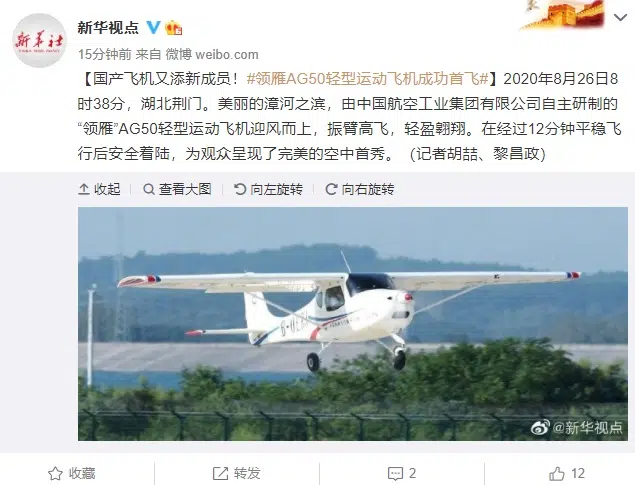 新华社
新华视点
15分钟前 来自 微博 weibo.com
【国产飞机又添新成员！#领雁AG50轻型运动飞机成功首飞#】2020年8月26日8
时38分，湖北荆门。美丽的漳河之滨，由中国航空工业集团有限公司自主研制的
“领雁”AG50轻型运动飞机迎风而上，振臂高飞，轻盈翱翔。在经过12分钟平稳飞
行后安全着陆，为观众呈现了完美的空中首秀。（记者胡喆、黎昌政）
收起 查看大图 向左旋转 向右旋转
@新华视点
收藏 转发 2 12